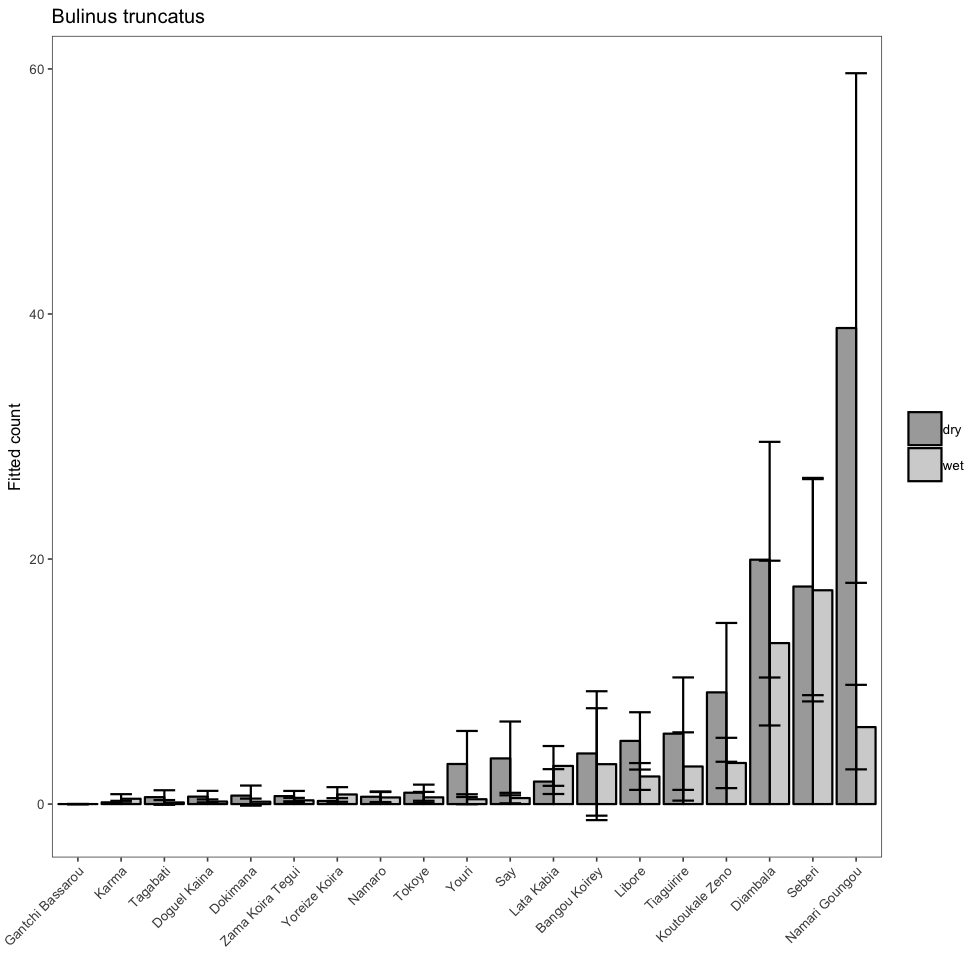 Bulinus truncatus
Fitted count
60
40
20
0
dry
wet
Gantchi Bassarou
Karma
Tagabati
Doguel Kaina
Dokimana
Zama Koira Tegui
Yoreize Koira
Namaro
Tokoye
Youri
Say
Lata Kabia
Bangou Koirey
Libore
Tiaguirire
Koutoukale Zeno
Diambala
Seberi
Namari Goungou